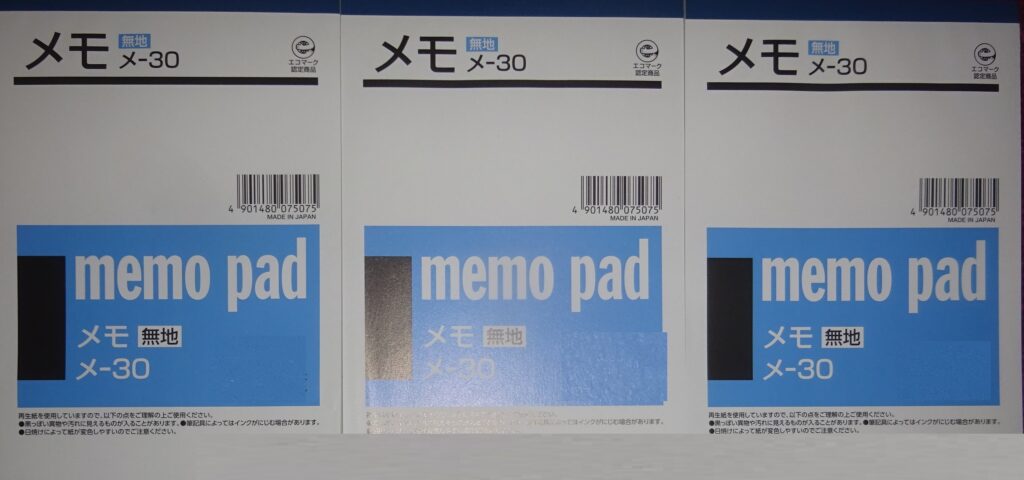 メモ 無地 メ-30
エコマーク
認定商品
4 901480 075075
MADE IN JAPAN
memo pad
メモ 無地
メ-30
再生紙を使用していますので、以下の点をご理解の上ご使用ください。
●黒っぽい異物や汚れに見えるものが入ることがあります。●筆記具によってはインクがにじむ場合があります。
●日焼けによって紙が変色しやすいのでご注意ください。
メモ 無地 メ-30
エコマーク
認定商品
4 901480 075075
MADE IN JAPAN
memo pad
メモ 無地
メ-30
メモ 無地 メ-30
エコマーク
認定商品
4 901480 075075
MADE IN JAPAN
memo pad
メモ 無地
メ-30
再生紙を使用していますので、以下の点をご理解の上ご使用ください。
●黒っぽい異物や汚れに見えるものが入ることがあります。●筆記具によってはインクがにじむ場合があります。
●日焼けによって紙が変色しやすいのでご注意ください。